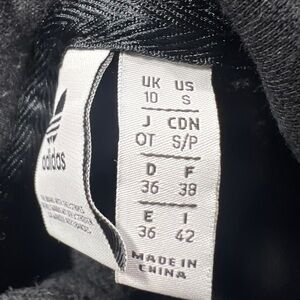 adidas
UK US
10 S
J CDN
OT S/P
D F
36 38
E I
36 42
MADE IN
CHINA